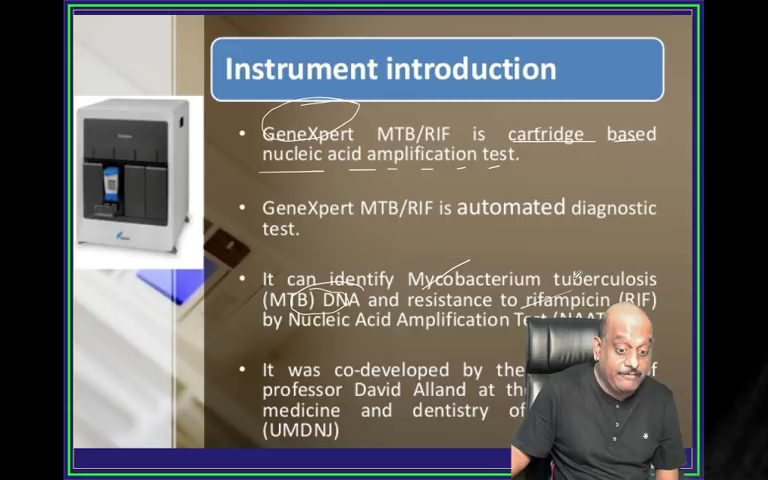 Instrument introduction
• GeneXpert MTB/RIF is cartridge based
nucleic acid amplification test.
• GeneXpert MTB/RIF is automated diagnostic
test.
• It can identify Mycobacterium tuberculosis
(MTB) DNA and resistance to rifampicin (RIF)
by Nucleic Acid Amplification Test (NAAT
• It was co-developed by the
professor David Alland at the
medicine and dentistry of
(UMDNJ)